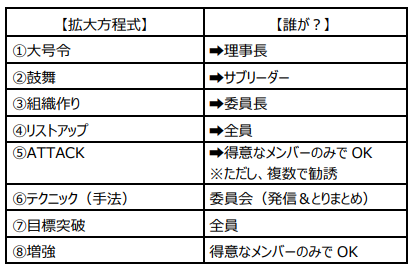 【拡大方程式】 【誰が？】
①大号令 ➡理事長
②鼓舞 ➡サブリーダー
③組織作り ➡委員長
④リストアップ ➡全員
⑤ATTACK ➡得意なメンバーのみで OK
※ただし、複数で勧誘
⑥テクニック（手法） 委員会（発信＆とりまとめ）
⑦目標突破 全員
⑧増強 得意なメンバーのみで OK